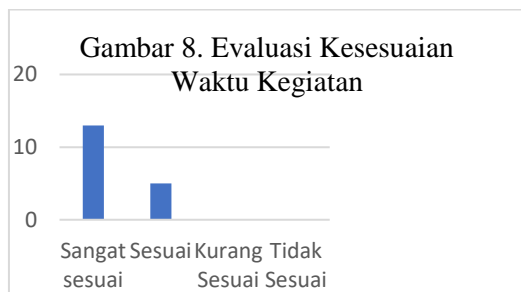 Gambar 8. Evaluasi Kesesuaian
Waktu Kegiatan
20
10
0
Sangat sesuai
Sesuai
Kurang Sesuai
Tidak Sesuai